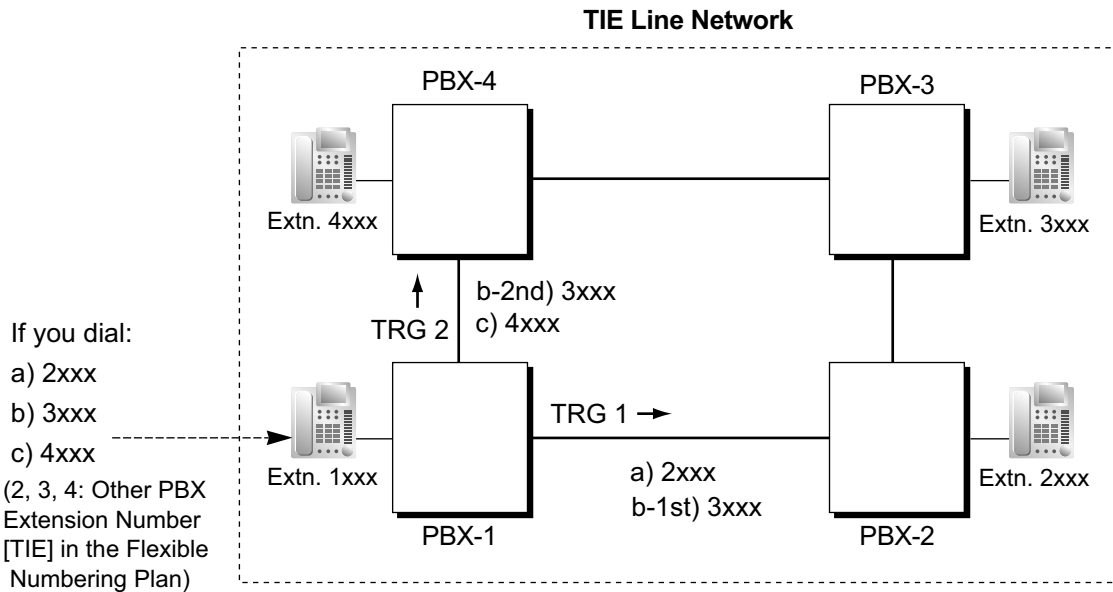 TIE Line Network
PBX-4
PBX-3
Extn. 4xxx
Extn. 3xxx
b-2nd) 3xxx
TRG 2
c) 4xxx
If you dial:
a) 2xxx
b) 3xxx
c) 4xxx
(2, 3, 4: Other PBX
Extension Number
[TIE] in the Flexible
Numbering Plan)
TRG 1
Extn. 1xxx
a) 2xxx
b-1st) 3xxx
Extn. 2xxx
PBX-1
PBX-2